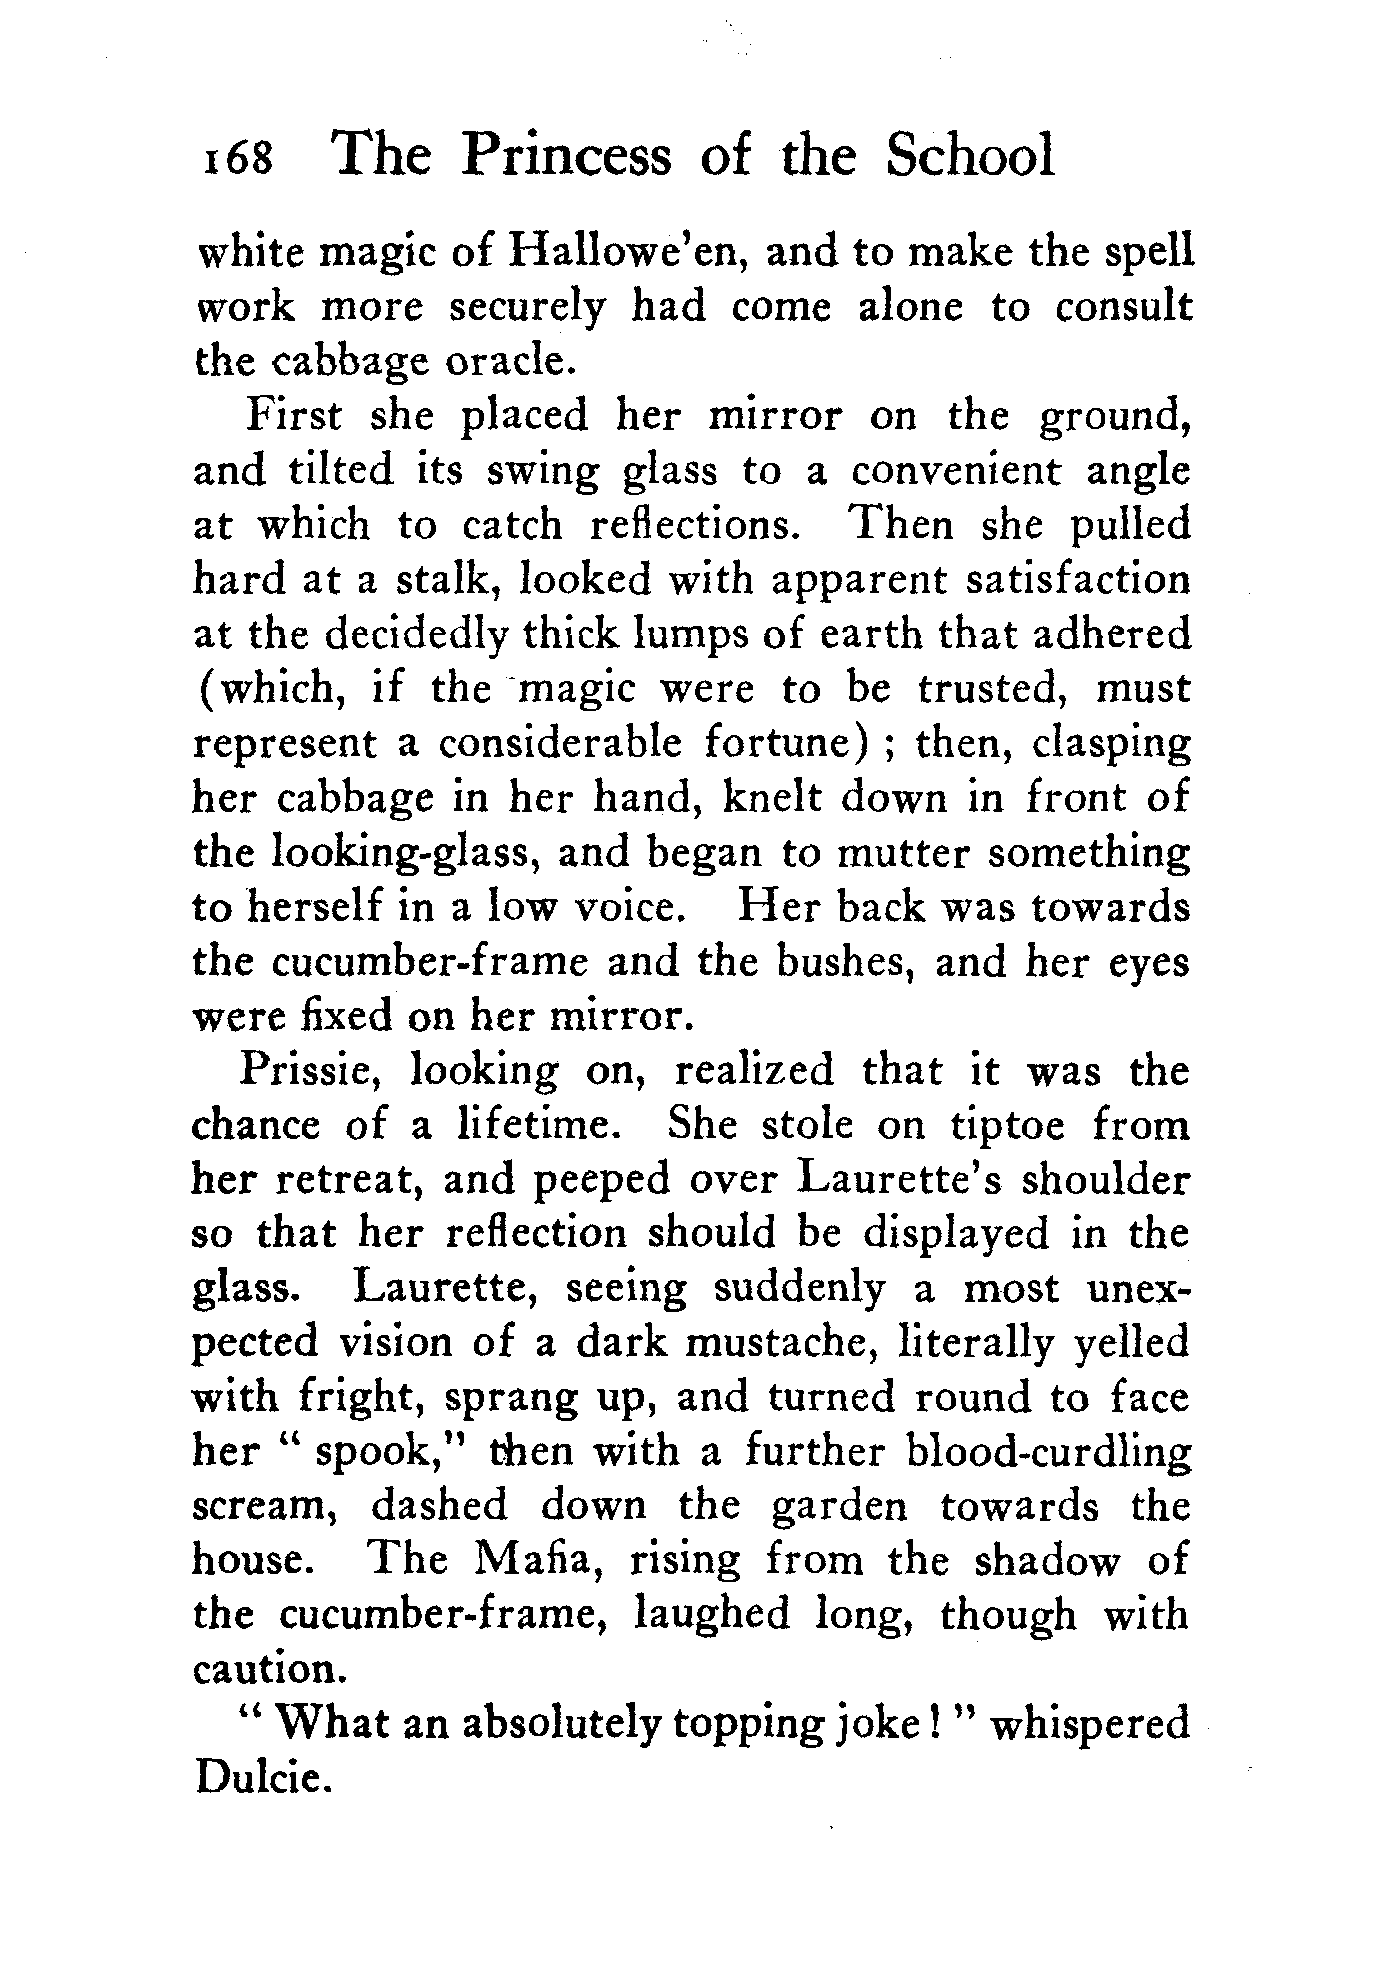 168 The Princess of the School
white magic of Hallowe'en, and to make the spell
work more securely had come alone to consult
the cabbage oracle.
First she placed her mirror on the ground,
and tilted its swing glass to a convenient angle
at which to catch reflections. Then she pulled
hard at a stalk, looked with apparent satisfaction
at the decidedly thick lumps of earth that adhered
(which, if the magic were to be trusted, must
represent a considerable fortune) ; then, clasping
her cabbage in her hand, knelt down in front of
the looking-glass, and began to mutter something
to herself in a low voice. Her back was towards
the cucumber-frame and the bushes, and her eyes
were fixed on her mirror.
Prissie, looking on, realized that it was the
chance of a lifetime. She stole on tiptoe from
her retreat, and peeped over Laurette's shoulder
so that her reflection should be displayed in the
glass. Laurette, seeing suddenly a most unex-
pected vision of a dark mustache, literally yelled
with fright, sprang up, and turned round to face
her “ spook,” then with a further blood-curdling
scream, dashed down the garden towards the
house. The Mafia, rising from the shadow of
the cucumber-frame, laughed long, though with
caution.
“ What an absolutely topping joke ! ” whispered
Dulcie.